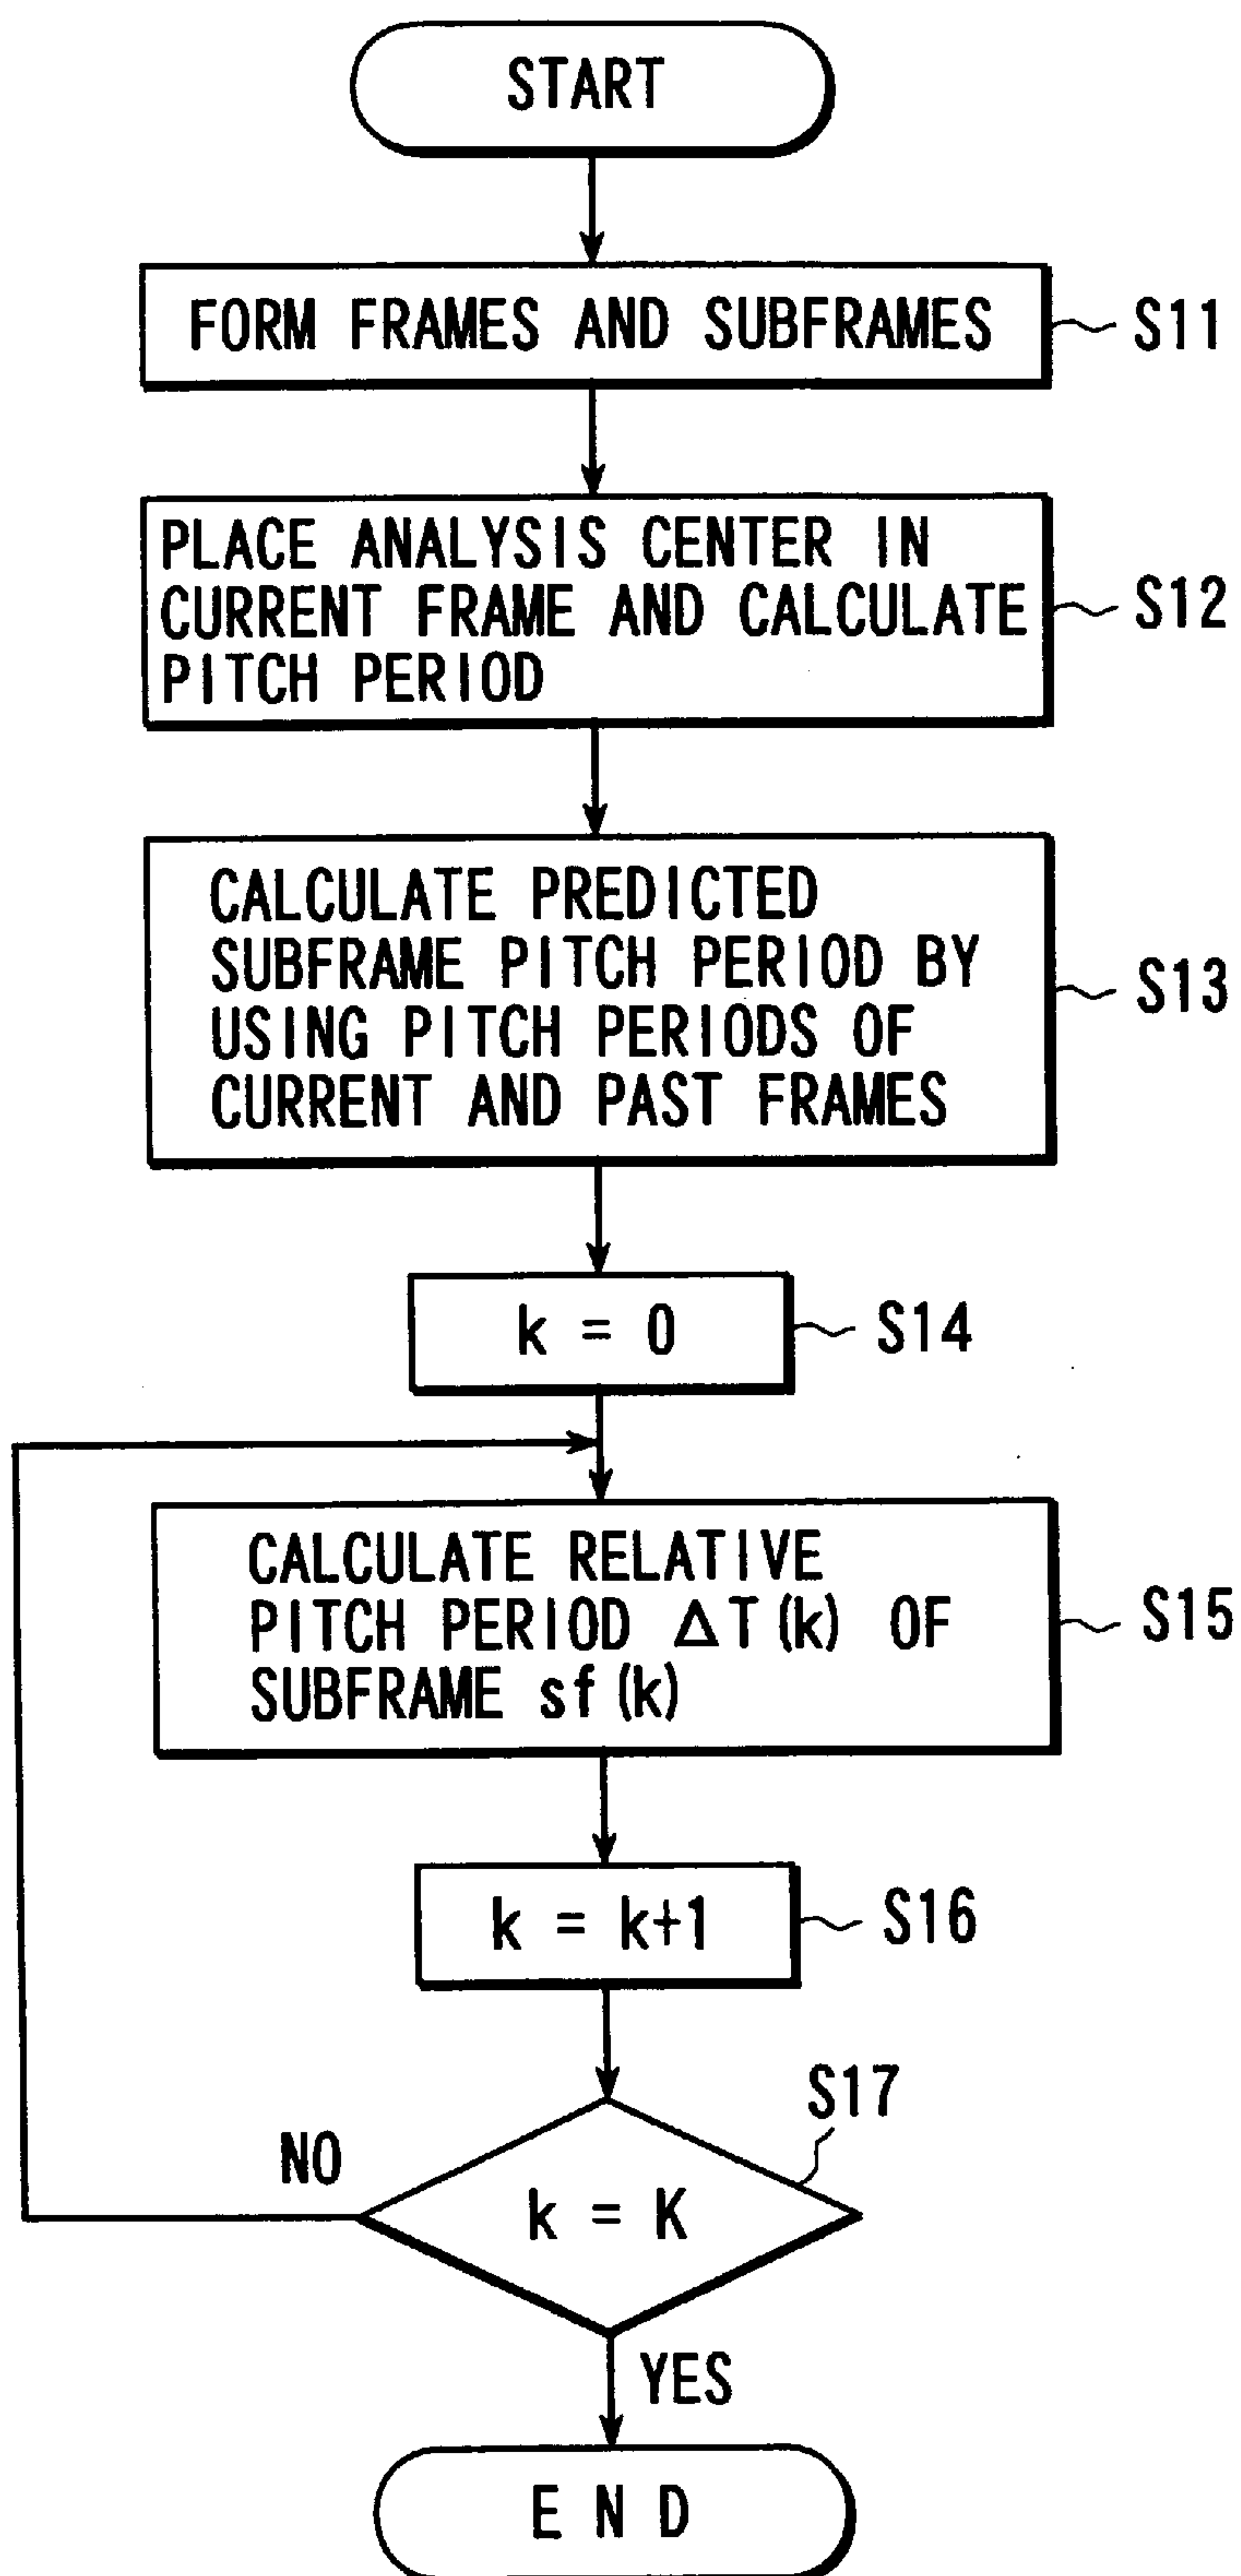 START
FORM FRAMES AND SUBFRAMES
S11
PLACE ANALYSIS CENTER IN
CURRENT FRAME AND CALCULATE
PITCH PERIOD
S12
CALCULATE PREDICTED
SUBFRAME PITCH PERIOD BY
USING PITCH PERIODS OF
CURRENT AND PAST FRAMES
S13
k = 0
S14
CALCULATE RELATIVE
PITCH PERIOD ΔT(k) OF
SUBFRAME sf(k)
S15
k = k+1
S16
S17
NO
k = K
YES
END